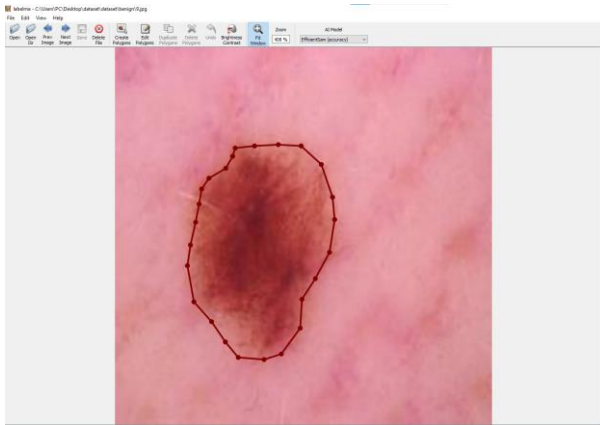 labelme - C:\Users\PC\Desktop\dataset\dataset\benign\0.jpg
File Edit View Help
Open Open Dir Prev Image Next Image Save Delete File Create Polygons Edit Polygons Duplicate Polygons Delete Polygons Undo Brightness Contrast Fit Window Zoom AI Model
EfficientSam (accuracy)